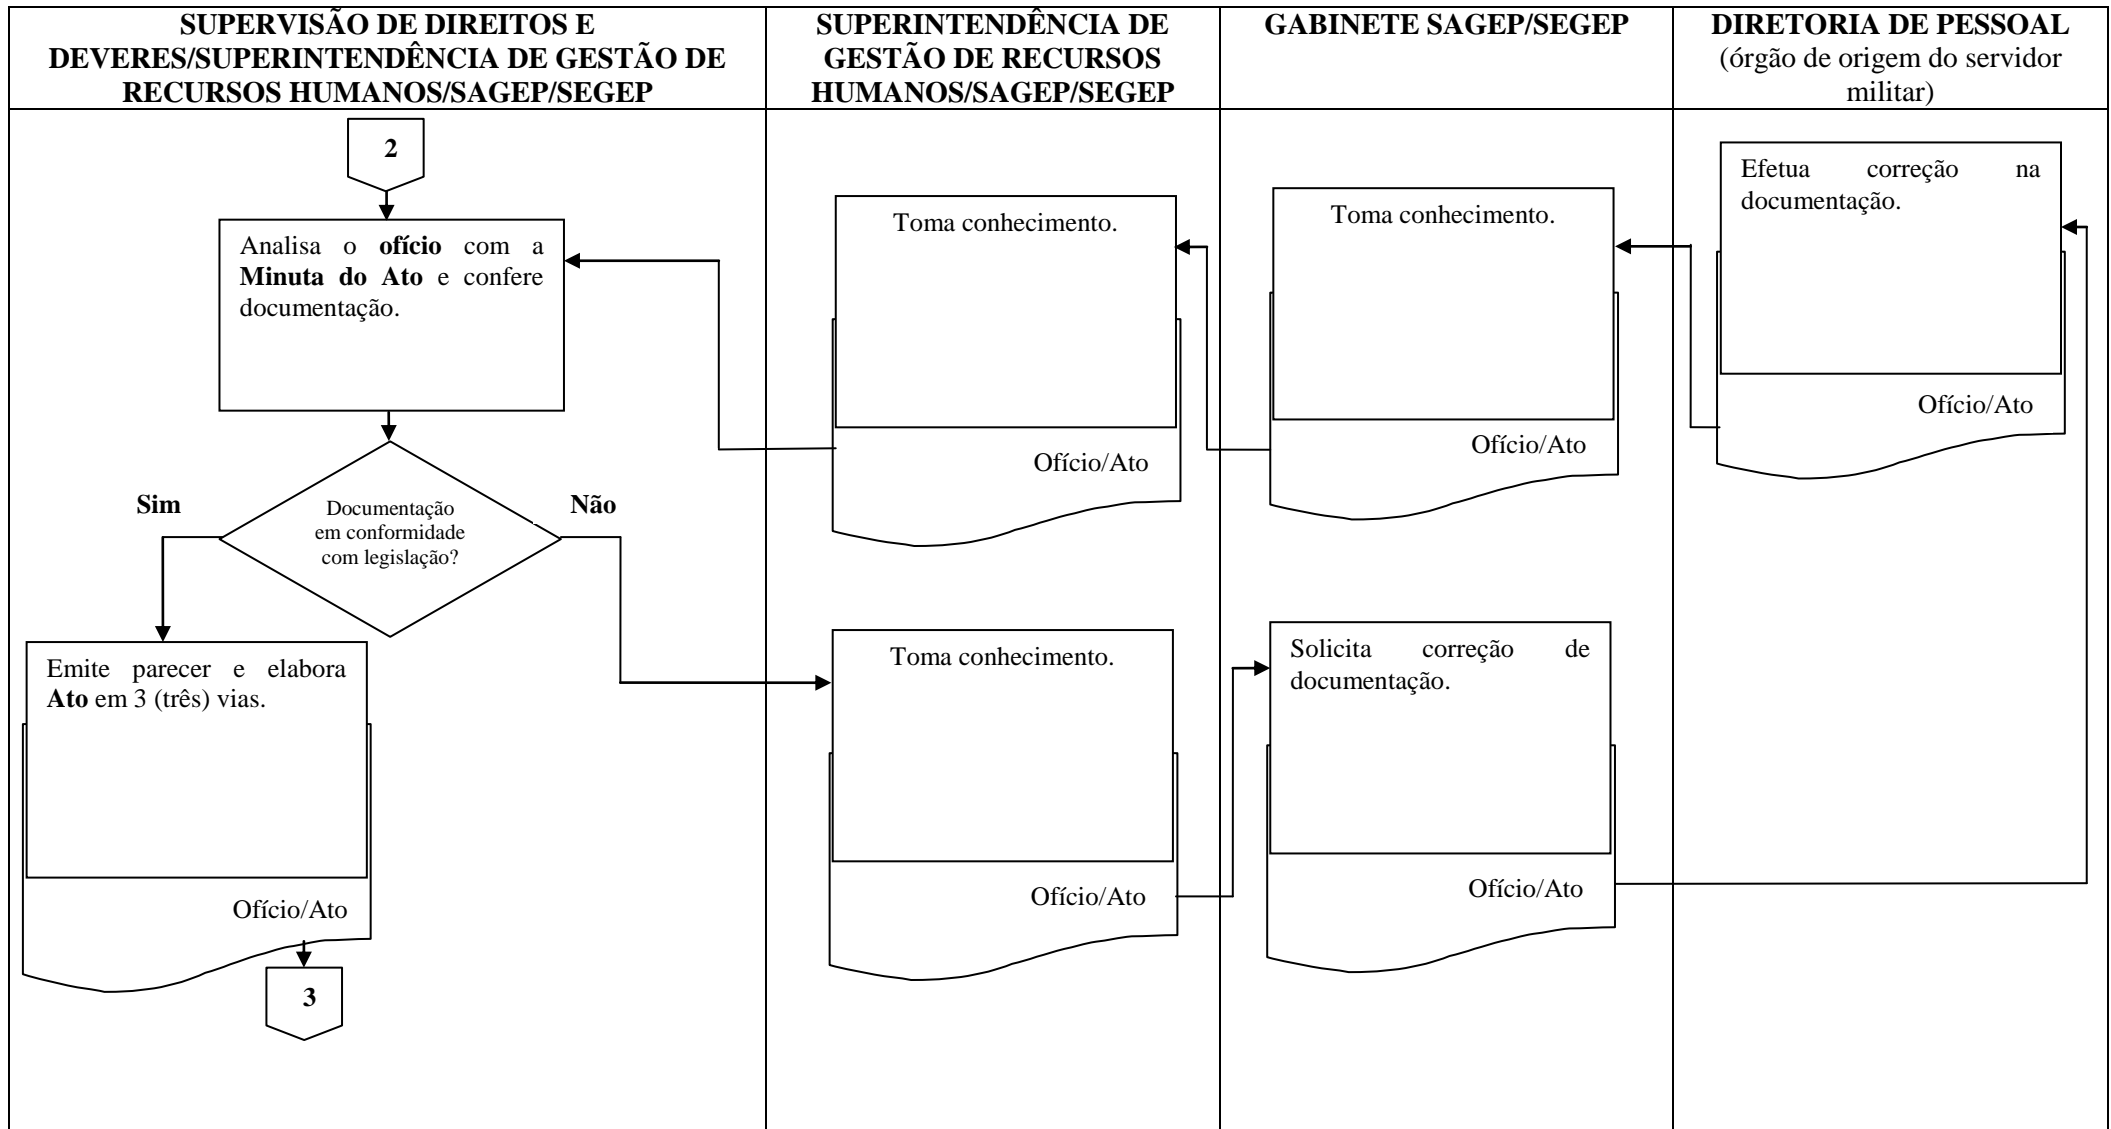 SUPERVISÃO DE DIREITOS E
DEVERES/SUPERINTENDÊNCIA DE GESTÃO DE
RECURSOS HUMANOS/SAGEP/SEGEP
SUPERINTENDÊNCIA DE
GESTÃO DE RECURSOS
HUMANOS/SAGEP/SEGEP
GABINETE SAGEP/SEGEP
DIRETORIA DE PESSOAL
(órgão de origem do servidor
militar)
2
Analisa o ofício com a
Minuta do Ato e confere
documentação.
Toma conhecimento.
Ofício/Ato
Toma conhecimento.
Ofício/Ato
Efetua correção na
documentação.
Ofício/Ato
Sim
Documentação
em conformidade
com legislação?
Não
Emite parecer e elabora
Ato em 3 (três) vias.
Ofício/Ato
3
Toma conhecimento.
Ofício/Ato
Solicita correção de
documentação.
Ofício/Ato